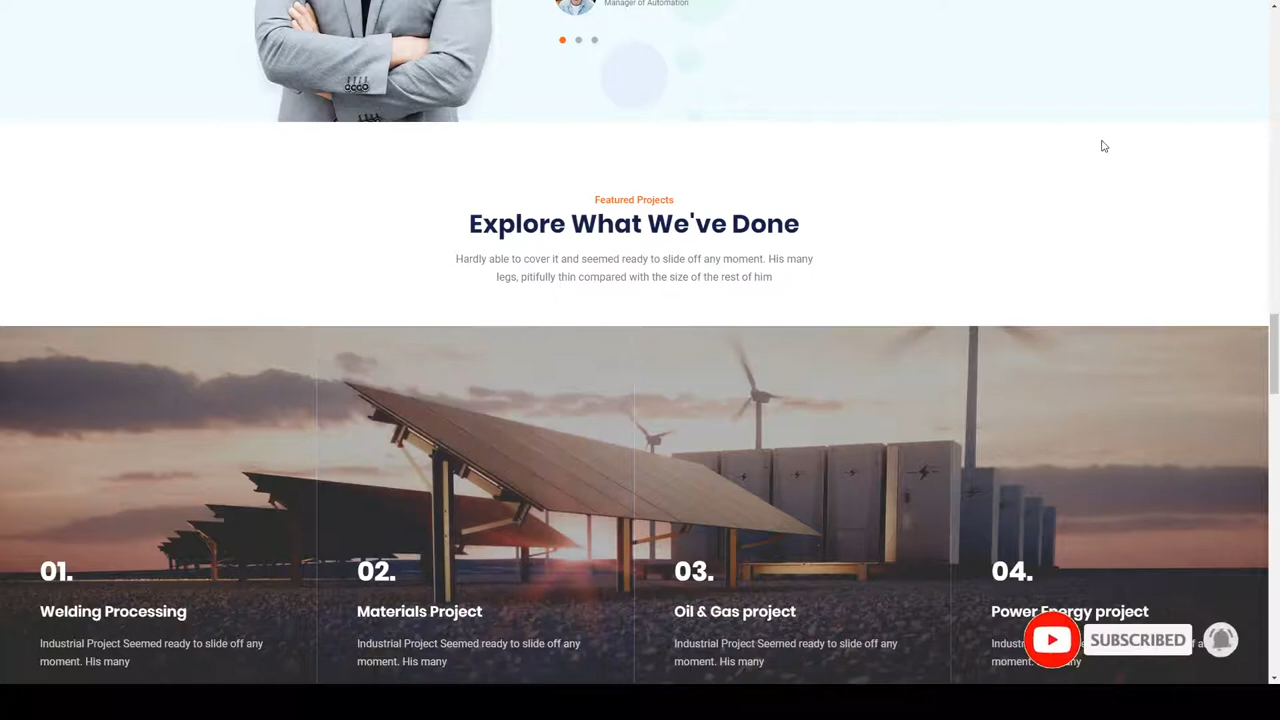 Manager of Automation
Featured Projects
Explore What We've Done
Hardly able to cover it and seemed ready to slide off any moment. His many
legs, pitifully thin compared with the size of the rest of him
01.
Welding Processing
Industrial Project Seemed ready to slide off any
moment. His many
02.
Materials Project
Industrial Project Seemed ready to slide off any
moment. His many
03.
Oil & Gas project
Industrial Project Seemed ready to slide off any
moment. His many
04.
Power Energy project
SUBSCRIBED